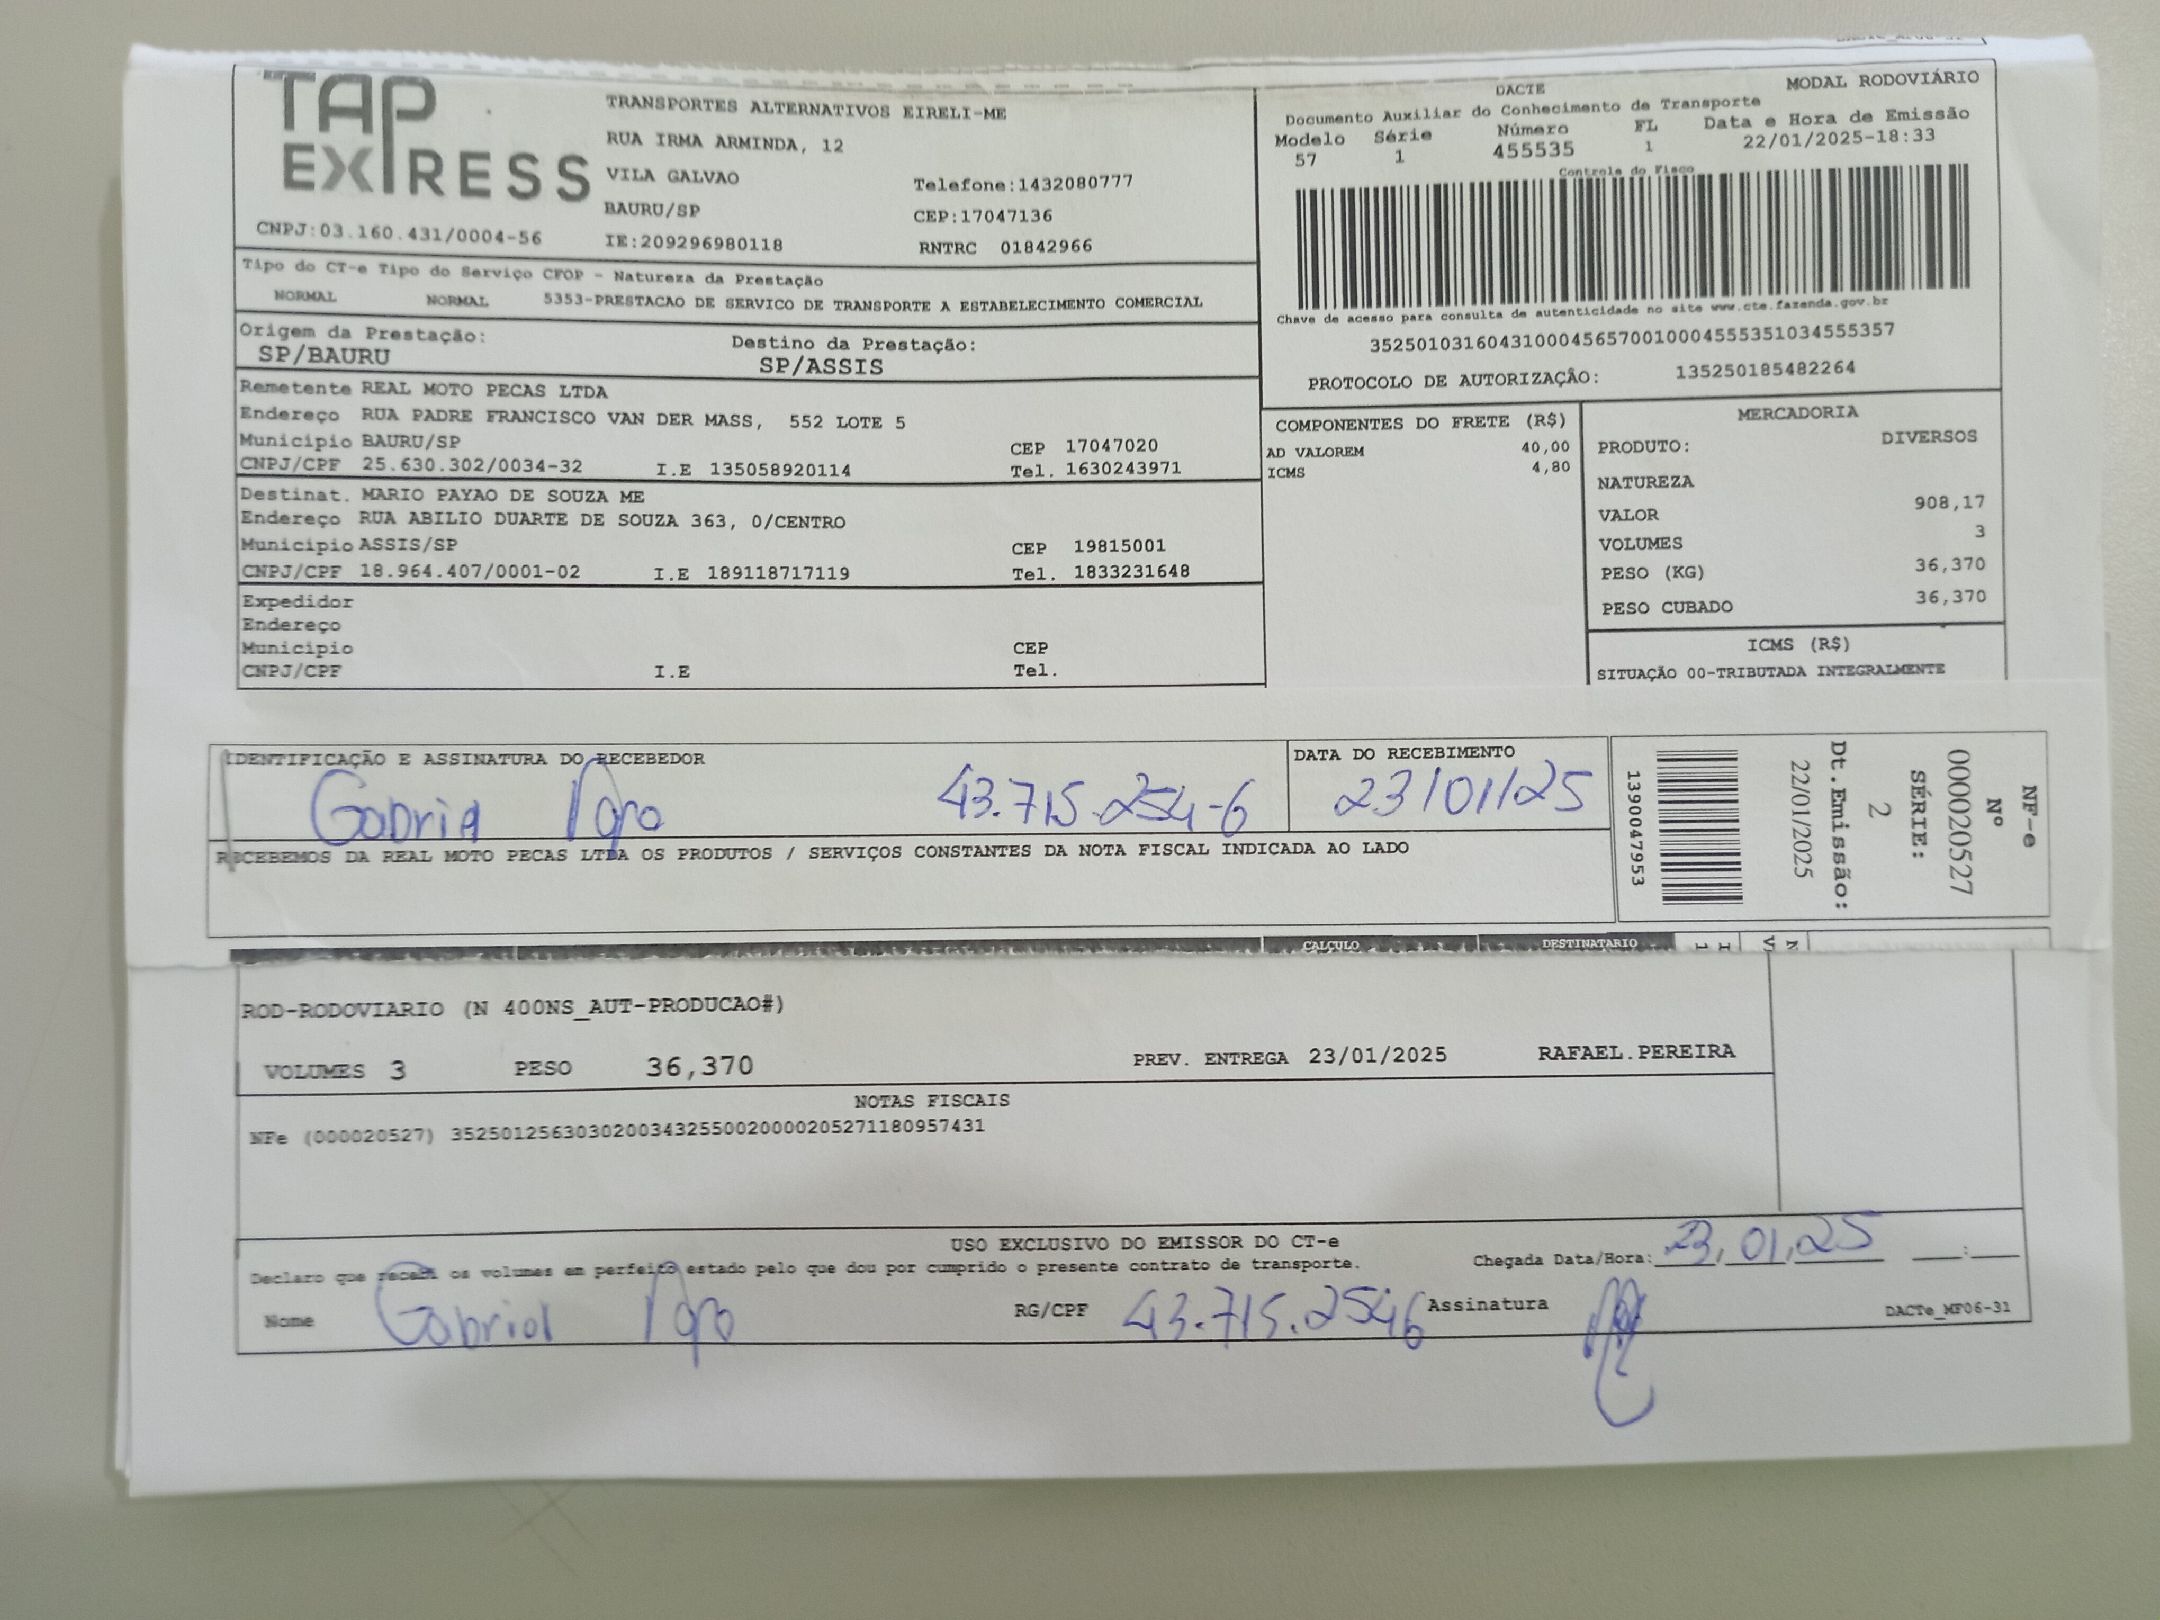 TAP EXPRESS
CNPJ:03.160.431/0004-56
TRANSPORTES ALTERNATIVOS EIRELI-ME
RUA IRMA ARMINDA, 12
VILA GALVAO Telefone:1432080777
BAURU/SP CEP:17047136
IE:209296980118 RNTRC 01842966
DACTE MODAL RODOVIÁRIO
Documento Auxiliar do Conhecimento de Transporte
Modelo Série Número FL Data e Hora de Emissão
57 1 455535 1 22/01/2025-18:33
Controle do Fisco
Chave de acesso para consulta de autenticidade no site www.cte.fazenda.gov.br
35250103160431000456570010004555351034555357
PROTOCOLO DE AUTORIZAÇÃO: 135250185482264
Tipo do CT-e Tipo do Serviço CFOP - Natureza da Prestação
NORMAL NORMAL 5353-PRESTACAO DE SERVICO DE TRANSPORTE A ESTABELECIMENTO COMERCIAL
Origem da Prestação: Destino da Prestação:
SP/BAURU SP/ASSIS
Remetente REAL MOTO PECAS LTDA
Endereço RUA PADRE FRANCISCO VAN DER MASS, 552 LOTE 5
Municipio BAURU/SP CEP 17047020
CNPJ/CPF 25.630.302/0034-32 I.E 135058920114 Tel. 1630243971
Destinat. MARIO PAYAO DE SOUZA ME
Endereço RUA ABILIO DUARTE DE SOUZA 363, 0/CENTRO
Municipio ASSIS/SP CEP 19815001
CNPJ/CPF 18.964.407/0001-02 I.E 189118717119 Tel. 1833231648
Expedidor
Endereço
Municipio CEP
CNPJ/CPF I.E Tel.
COMPONENTES DO FRETE (R$)
AD VALOREM 40,00
ICMS 4,80
MERCADORIA
PRODUTO: DIVERSOS
NATUREZA
VALOR 908,17
VOLUMES 3
PESO (KG) 36,370
PESO CUBADO 36,370
ICMS (R$)
SITUAÇÃO 00-TRIBUTADA INTEGRALMENTE
IDENTIFICAÇÃO E ASSINATURA DO RECEBEDOR DATA DO RECEBIMENTO
Gabriel 43.715.254-6 23/01/25
RECEBEMOS DA REAL MOTO PECAS LTDA OS PRODUTOS / SERVIÇOS CONSTANTES DA NOTA FISCAL INDICADA AO LADO
NF-e
Nº
000020527
SÉRIE:
2
Dt.Emissão:
22/01/2025
1390047953
CALCULO DESTINATARIO
ROD-RODOVIARIO (N 400NS_AUT-PRODUCAO#)
VOLUMES 3 PESO 36,370 PREV. ENTREGA 23/01/2025 RAFAEL.PEREIRA
NOTAS FISCAIS
NFe (000020527) 35250125630302003432550020000205271180957431
USO EXCLUSIVO DO EMISSOR DO CT-e
Declaro que recebi os volumes em perfeito estado pelo que dou por cumprido o presente contrato de transporte. Chegada Data/Hora: 23/01/25
Nome Gabriel RG/CPF 43.715.2546 Assinatura DACTe_MF06-31